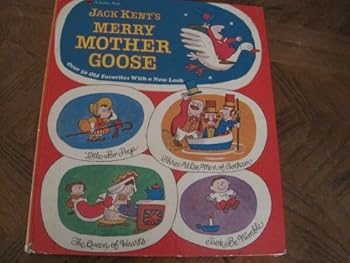 A Golden Book
JACK KENT'S
MERRY
MOTHER
GOOSE
Over 50 Old Favorites With a New Look
Little Bo-Peep
Three Wise Men of Gotham
The Queen of Hearts
Jack Be Nimble